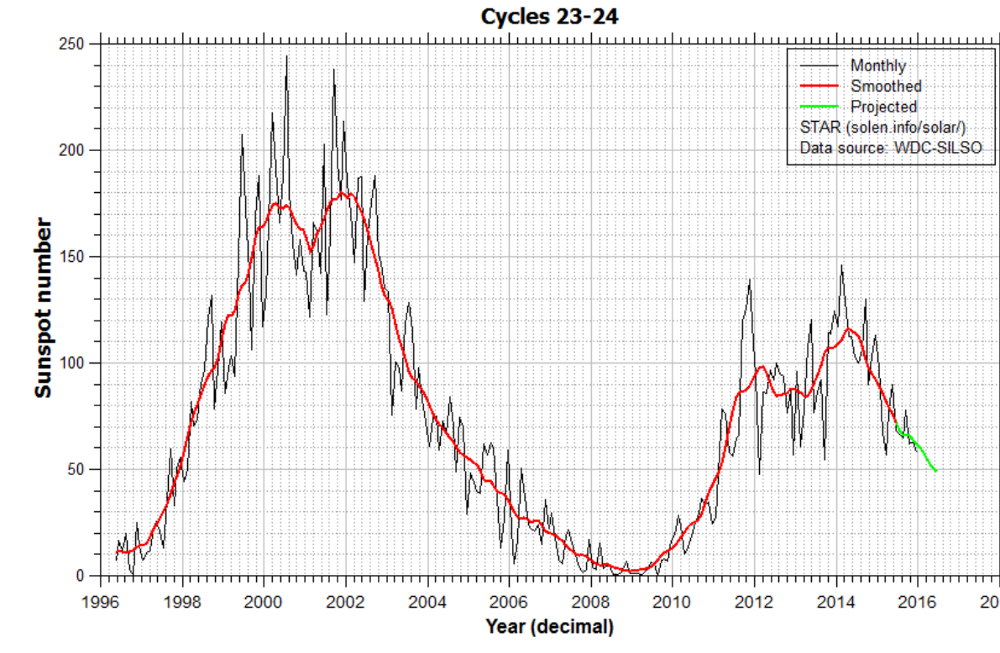 Cycles 23-24
250
200
150
100
50
0
Sunspot number
Monthly
Smoothed
Projected
STAR (solen.info/solar/)
Data source: WDC-SILSO
1996 1998 2000 2002 2004 2006 2008 2010 2012 2014 2016 20
Year (decimal)